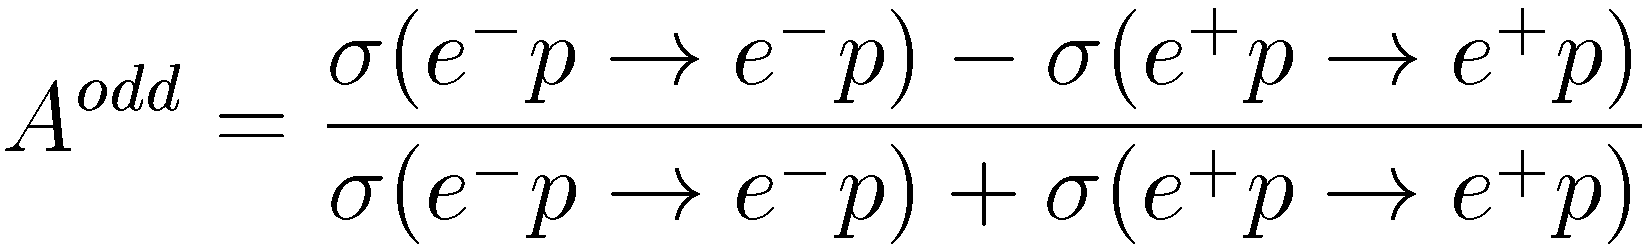 A^{odd} = \frac{\sigma(e^-p \to e^-p) - \sigma(e^+p \to e^+p)}{\sigma(e^-p \to e^-p) + \sigma(e^+p \to e^+p)}